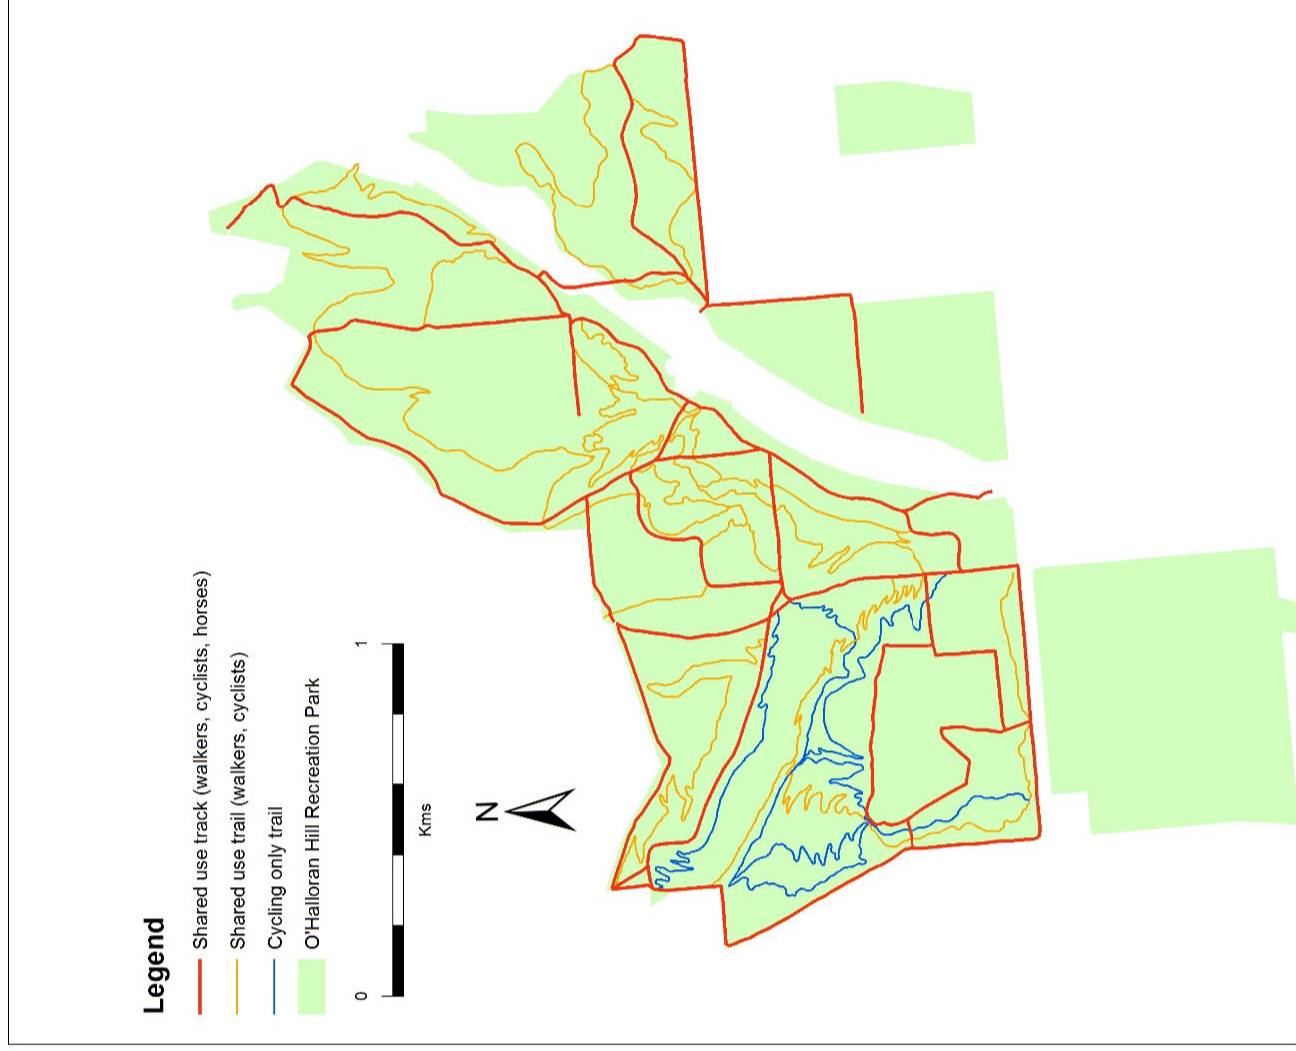 Legend
Shared use track (walkers, cyclists, horses)
Shared use trail (walkers, cyclists)
Cycling only trail
O'Halloran Hill Recreation Park
0 1
Kms
N